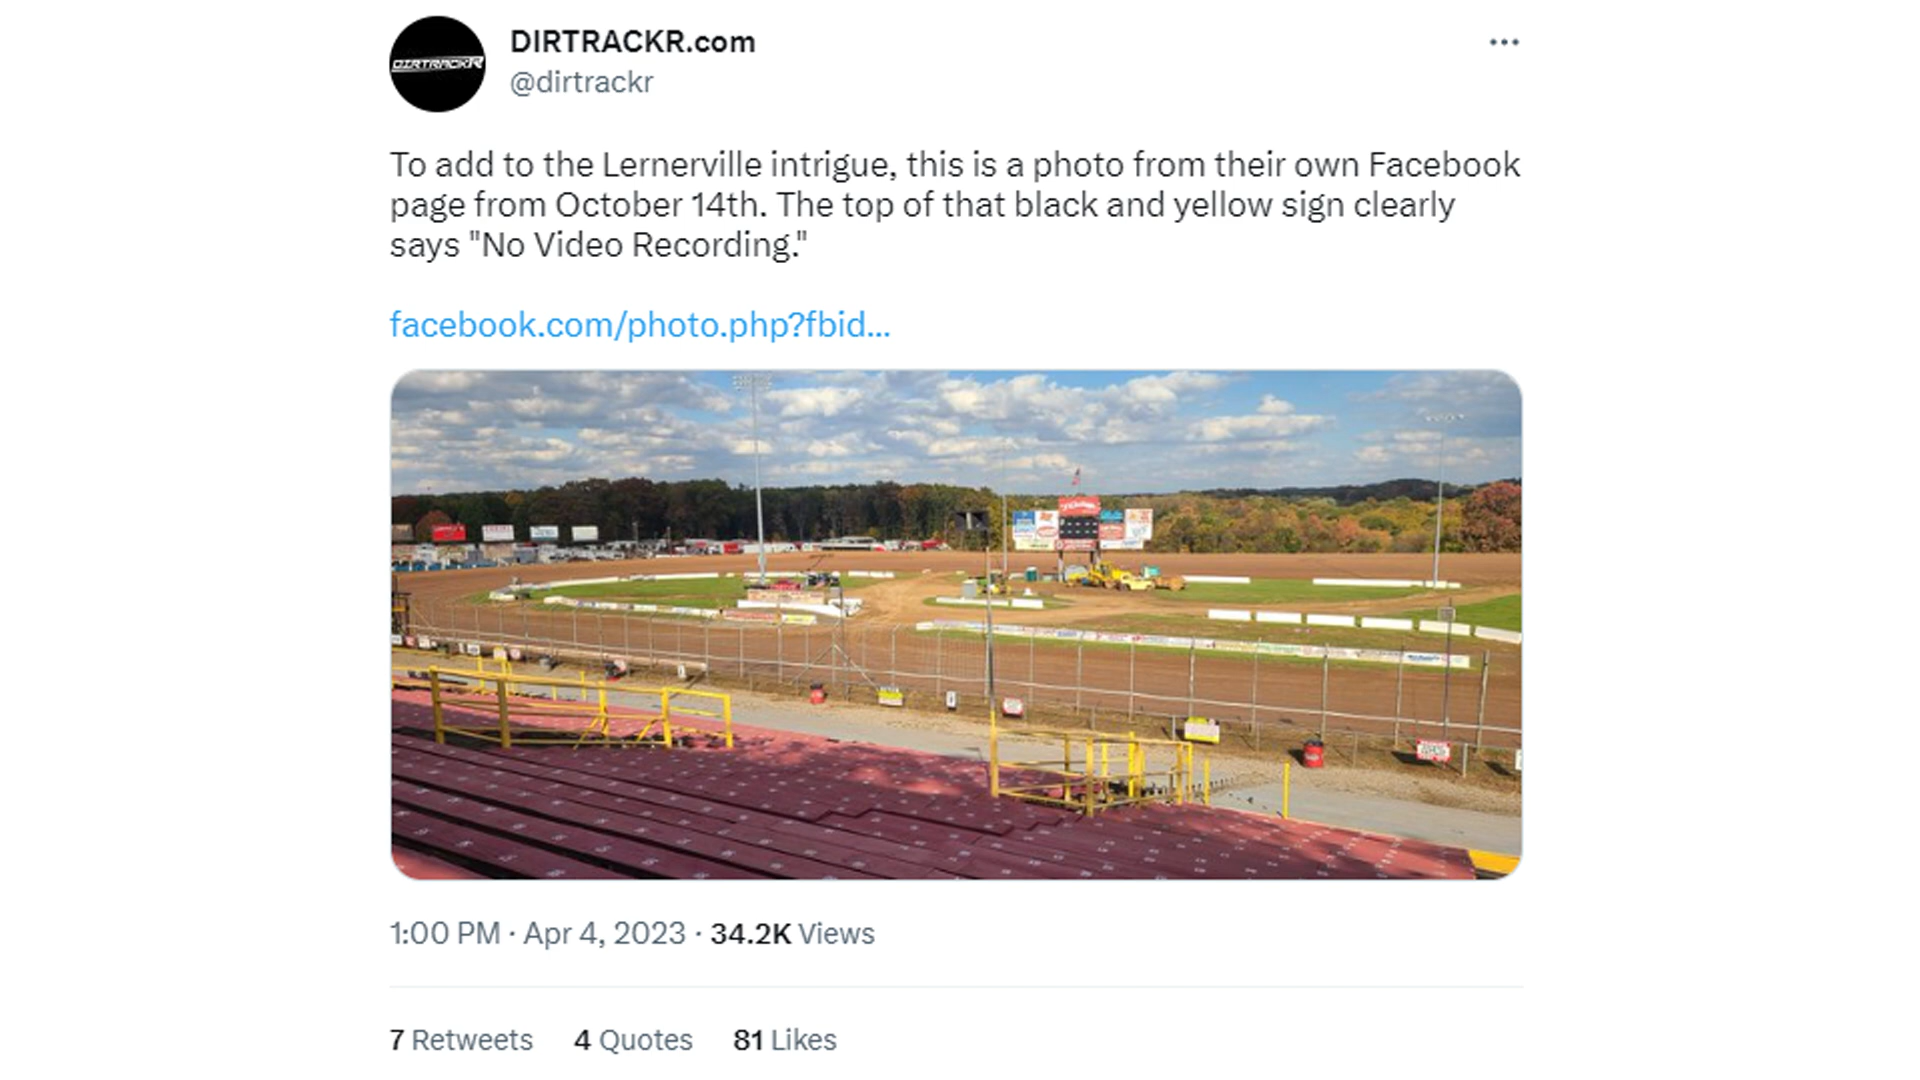 DIRTRACKR
DIRTRACKR.com
@dirtrackr
To add to the Lernerville intrigue, this is a photo from their own Facebook
page from October 14th. The top of that black and yellow sign clearly
says "No Video Recording."
facebook.com/photo.php?fbid...
1:00 PM · Apr 4, 2023 · 34.2K Views
7 Retweets 4 Quotes 81 Likes